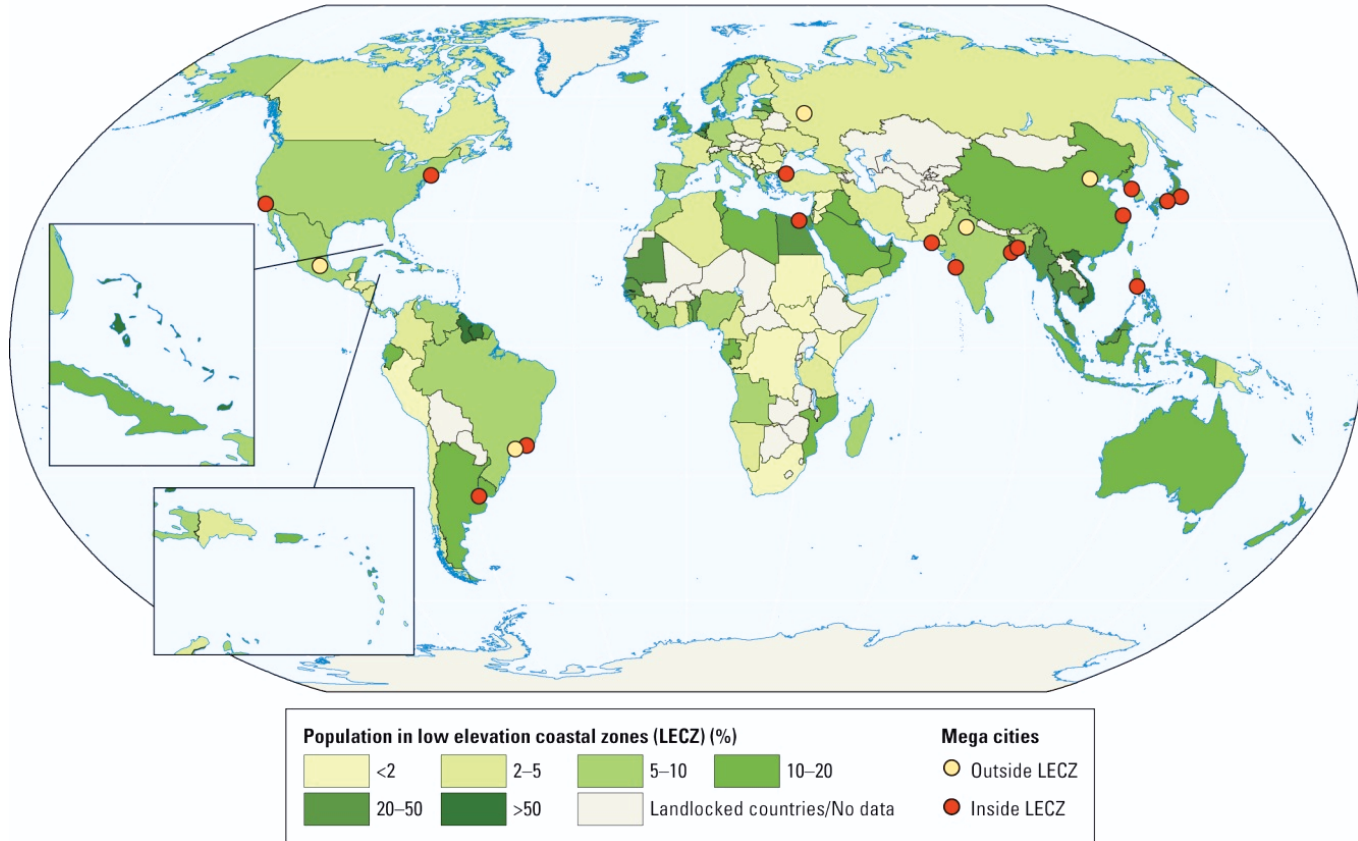 Population in low elevation coastal zones (LECZ) (%)
<2
2–5
5–10
10–20
20–50
>50
Landlocked countries/No data
Mega cities
Outside LECZ
Inside LECZ